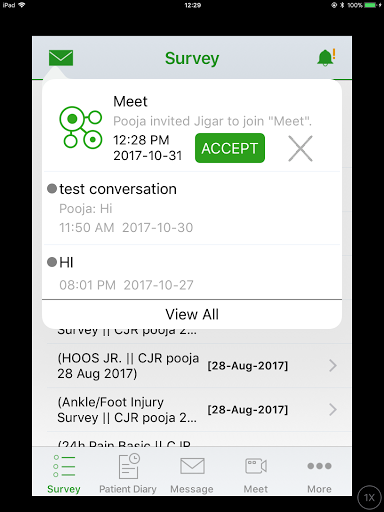 iPad
12:29
100%
Survey
Meet
Pooja invited Jigar to join "Meet".
12:28 PM
2017-10-31
ACCEPT
test conversation
Pooja: Hi
11:50 AM 2017-10-30
HI
08:01 PM 2017-10-27
View All
Survey || CJR pooja 2...
(HOOS JR. || CJR pooja
28 Aug 2017)
[28-Aug-2017]
(Ankle/Foot Injury
Survey || CJR pooja 2...
[28-Aug-2017]
(24h Pain Basic || CJR
Survey
Patient Diary
Message
Meet
More
1X